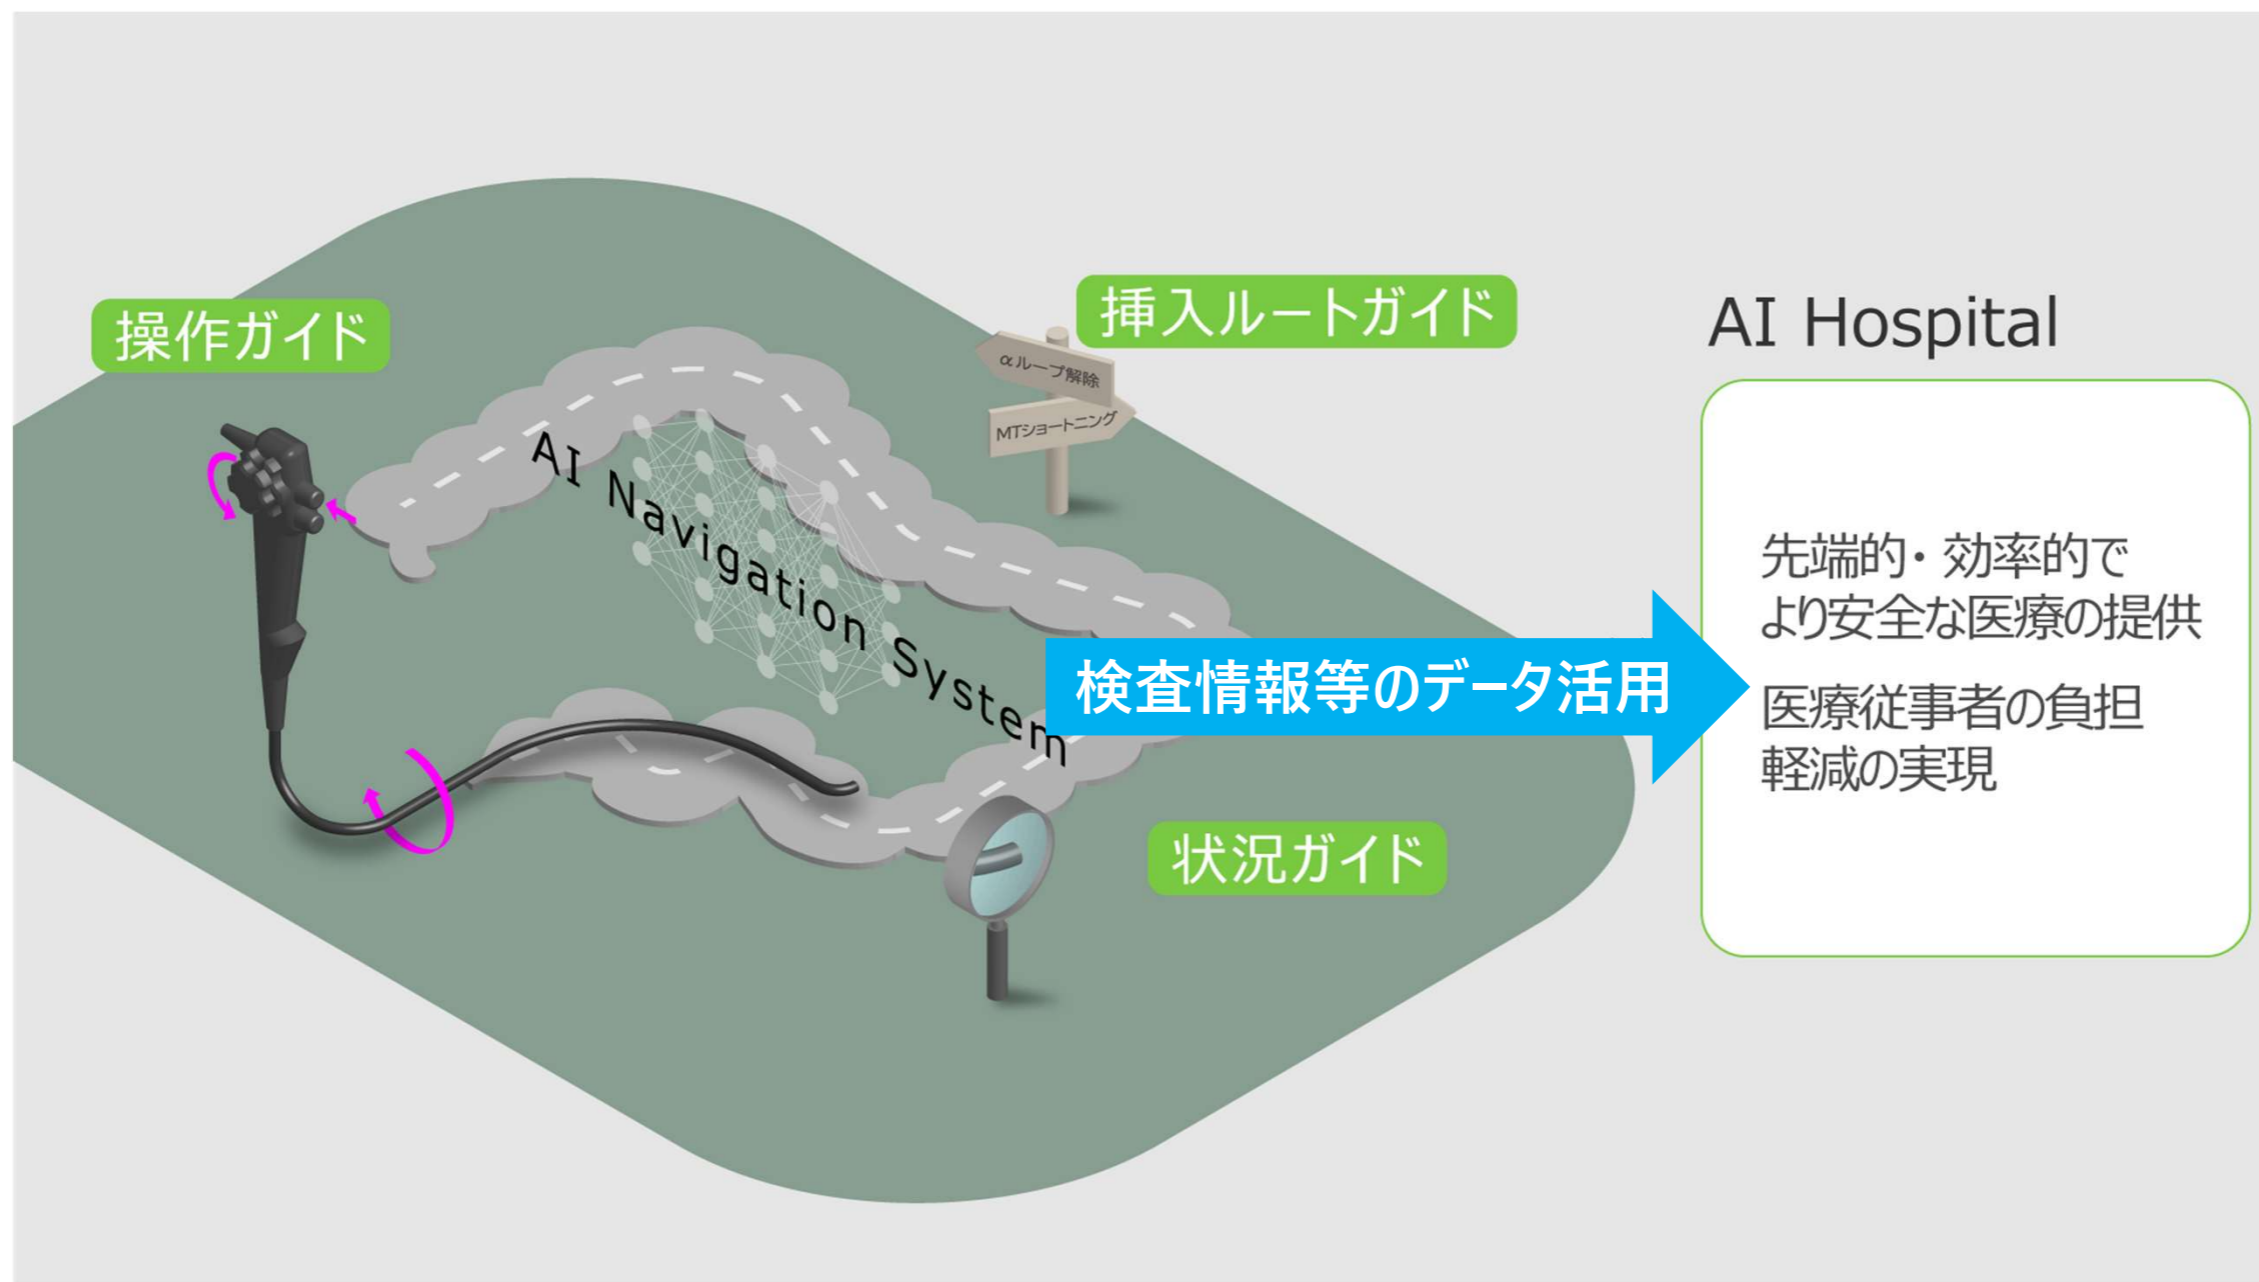 操作ガイド
挿入ルートガイド
αループ解除
MTショートニング
AI Navigation System
検査情報等のデータ活用
状況ガイド
AI Hospital
先端的・効率的で
より安全な医療の提供
医療従事者の負担
軽減の実現